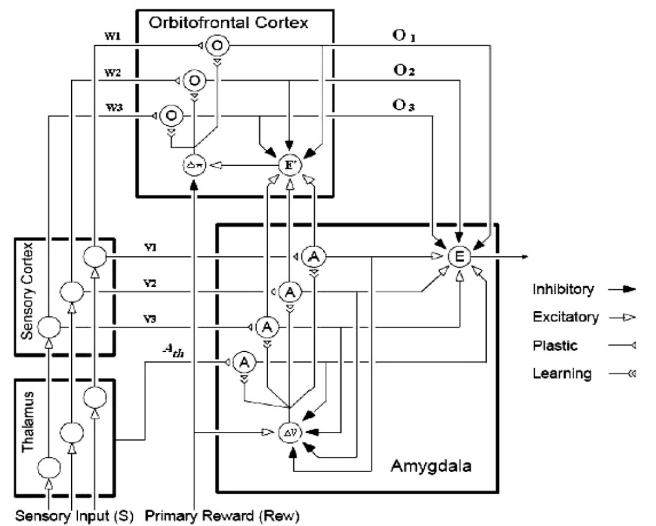 Orbitofrontal Cortex
w1
O
O 1
w2
O
O 2
w3
O
O 3
Δw
E'
Sensory Cortex
v1
A
E
v2
A
v3
A
A th
A
Thalamus
ΔV
Amygdala
Inhibitory
Excitatory
Plastic
Learning
Sensory Input (S) Primary Reward (Rew)